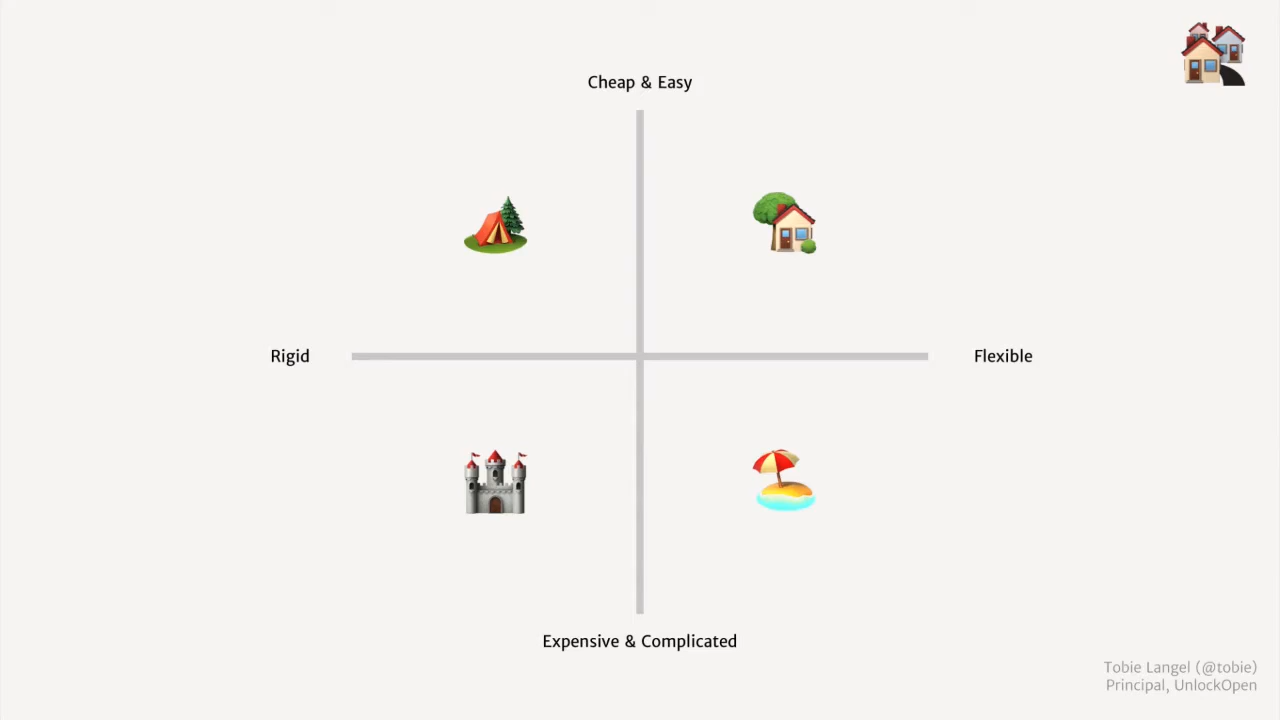 Cheap & Easy
Rigid
Flexible
Expensive & Complicated
Tobie Langel (@tobie)
Principal, UnlockOpen